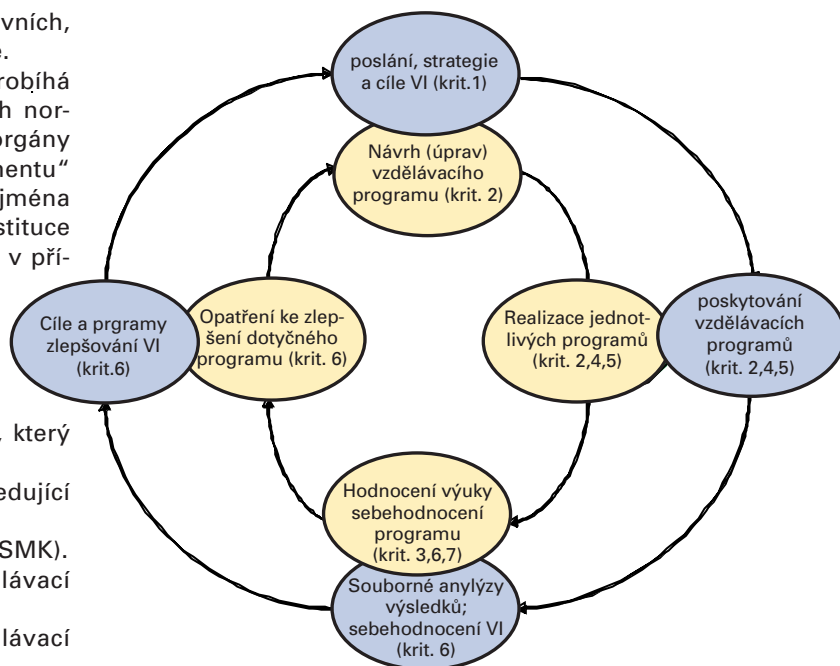 vních,
e.
robíhá
h nor-
orgány
mentu“
jména
stituce
v pří-
, který
edující
SMK).
lávací
lávací
poslání, strategie
a cíle VI (krit.1)
Návrh (úprav)
vzdělávacího
programu (krit. 2)
Cíle a prgramy
zlepšování VI
(krit.6)
Opatření ke zlep-
šení dotyčného
programu (krit. 6)
Realizace jednot-
livých programů
(krit. 2,4,5)
poskytování
vzdělávacích
programů
(krit. 2,4,5)
Hodnocení výuky
sebehodnocení
programu
(krit. 3,6,7)
Souborné anylýzy
výsledků;
sebehodnocení VI
(krit. 6)